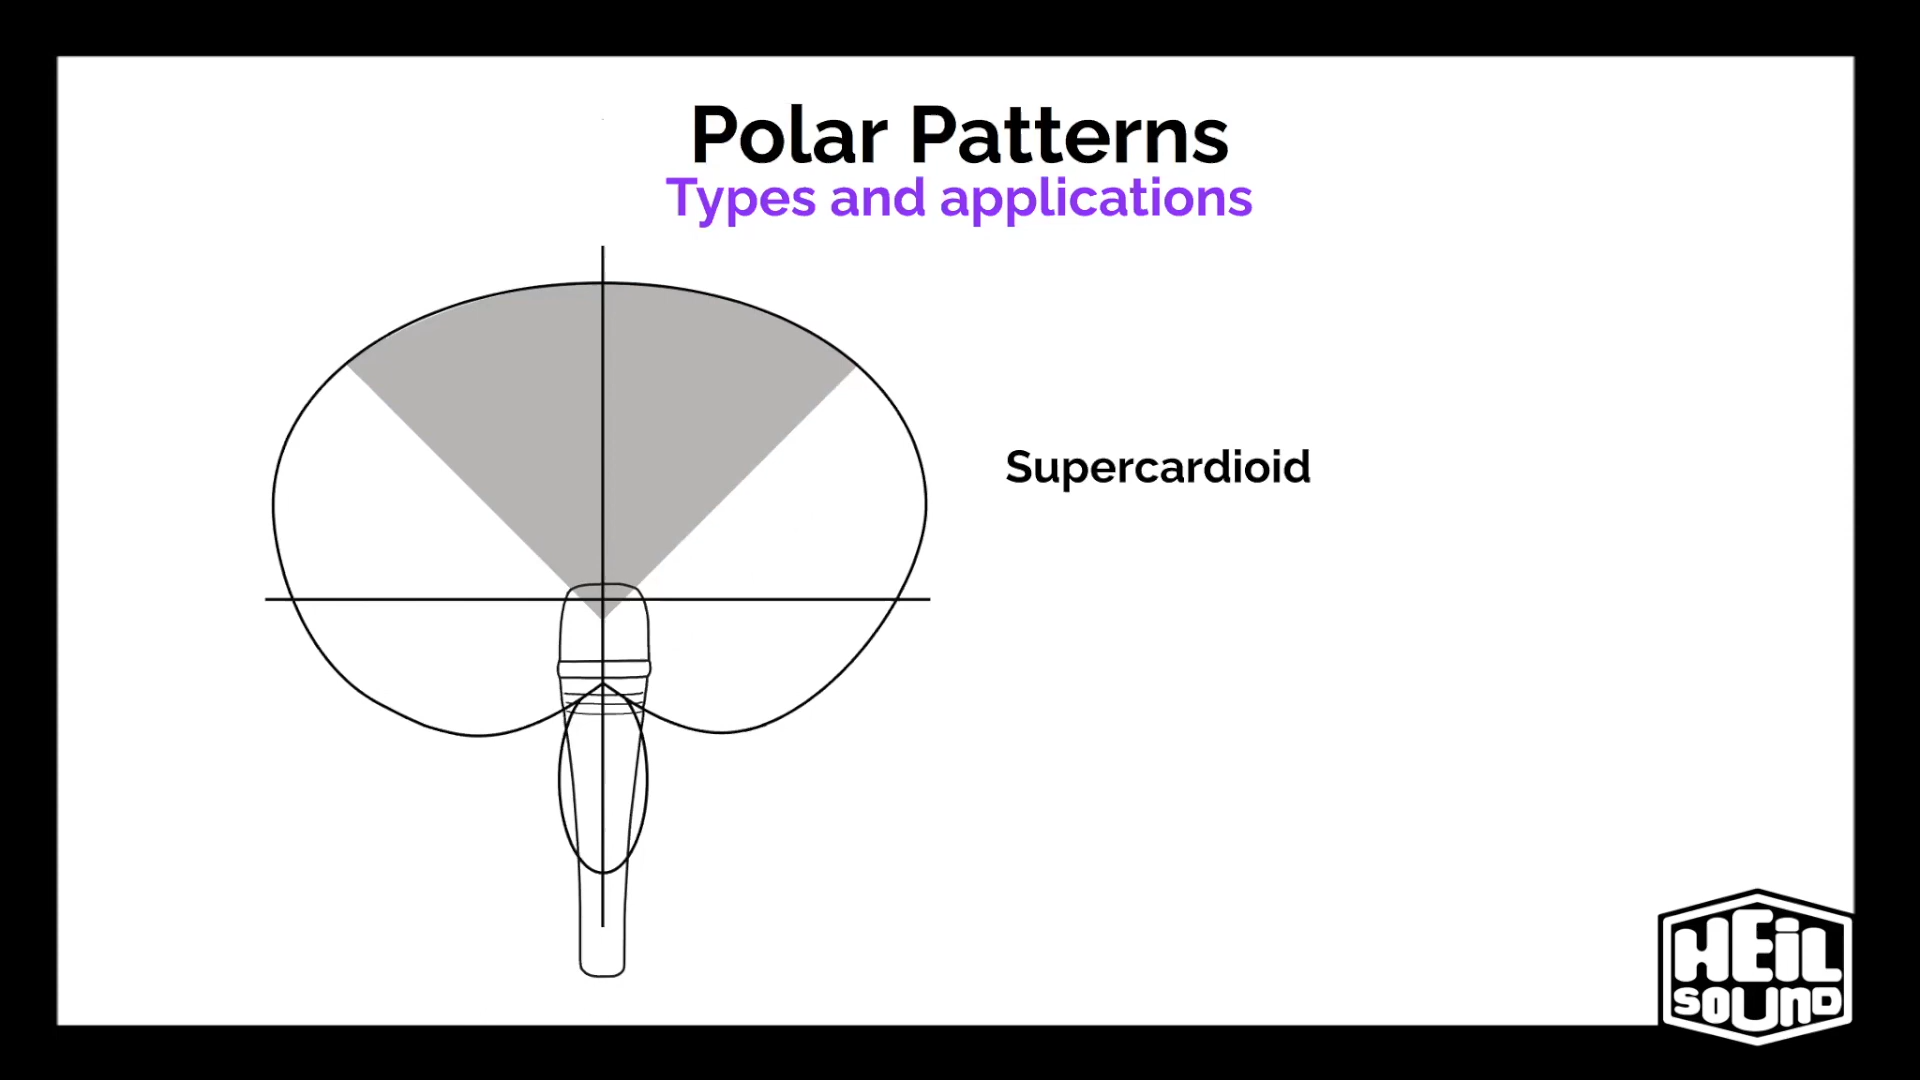 Polar Patterns
Types and applications
Supercardioid
HEiL
SOUND